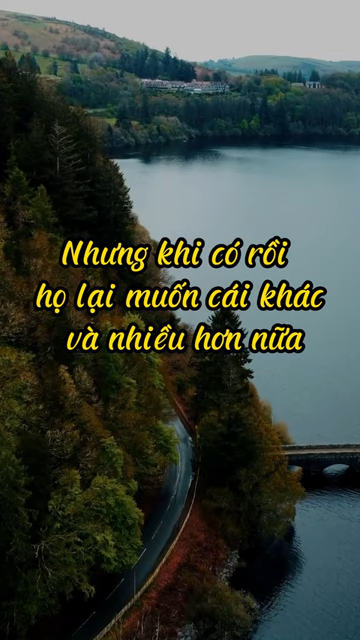 Nhưng khi có rồi
họ lại muốn cái khác
và nhiều hơn nữa